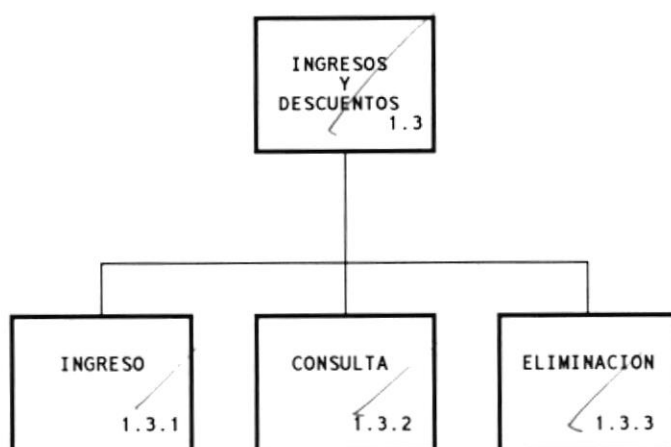 INGRESOS
Y
DESCUENTOS
1.3
INGRESO
1.3.1
CONSULTA
1.3.2
ELIMINACION
1.3.3